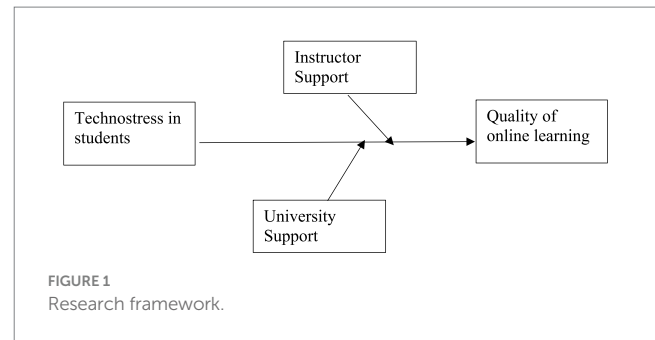 Instructor
Support
Technostress in
students
Quality of
online learning
University
Support
FIGURE 1
Research framework.